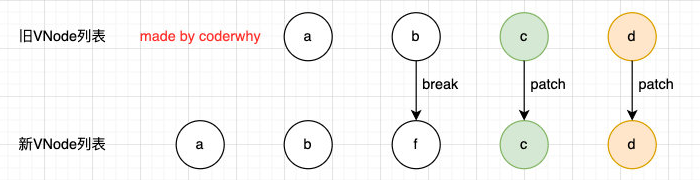 旧VNode列表 made by coderwhy a b c d
break patch patch
新VNode列表 a b f c d